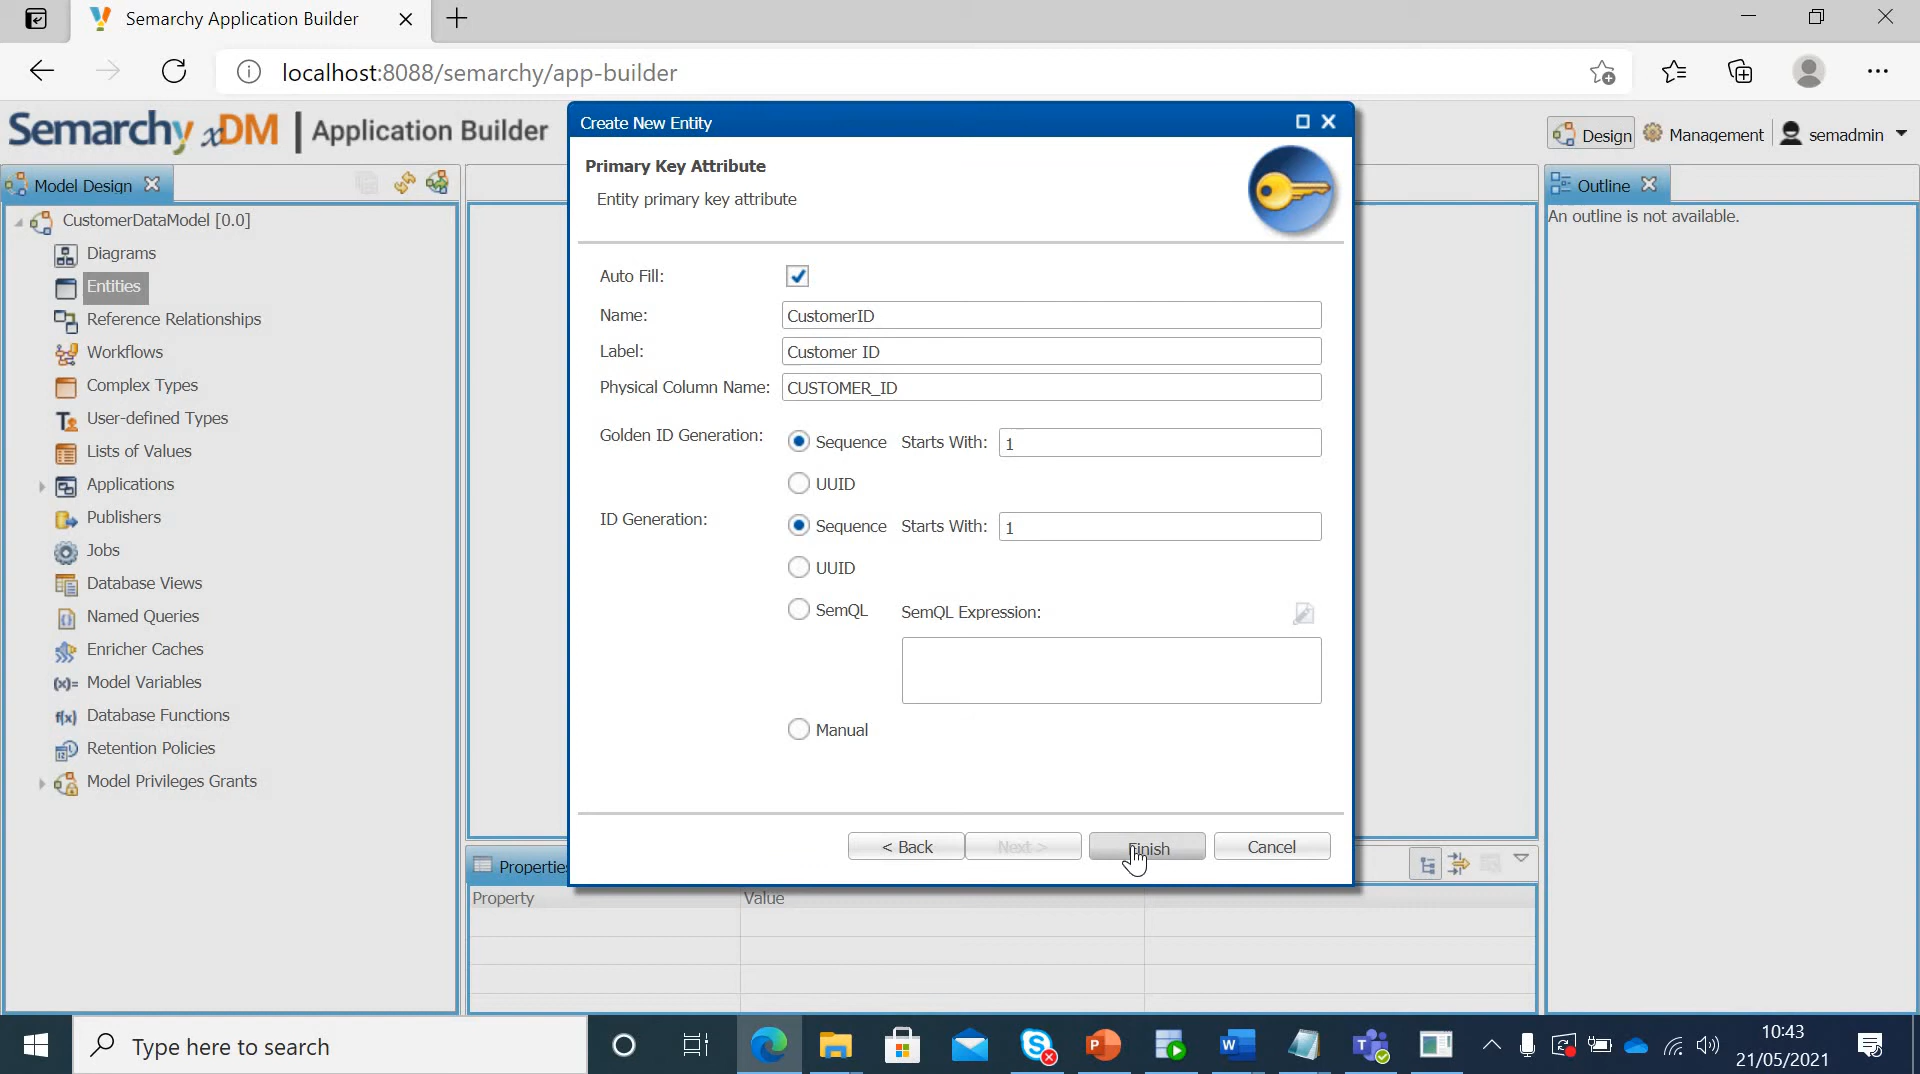 Semarchy Application Builder
localhost:8088/semarchy/app-builder
Semarchy xDM | Application Builder
Design
Management
semadmin
Model Design
CustomerDataModel [0.0]
Diagrams
Entities
Reference Relationships
Workflows
Complex Types
User-defined Types
Lists of Values
Applications
Publishers
Jobs
Database Views
Named Queries
Enricher Caches
Model Variables
Database Functions
Retention Policies
Model Privileges Grants
Create New Entity
Primary Key Attribute
Entity primary key attribute
Auto Fill:
Name: CustomerID
Label: Customer ID
Physical Column Name: CUSTOMER_ID
Golden ID Generation: Sequence Starts With: 1
UUID
ID Generation: Sequence Starts With: 1
UUID
SemQL SemQL Expression:
Manual
< Back Next > Finish Cancel
Outline
An outline is not available.
Properties
Property Value
Type here to search
10:43
21/05/2021